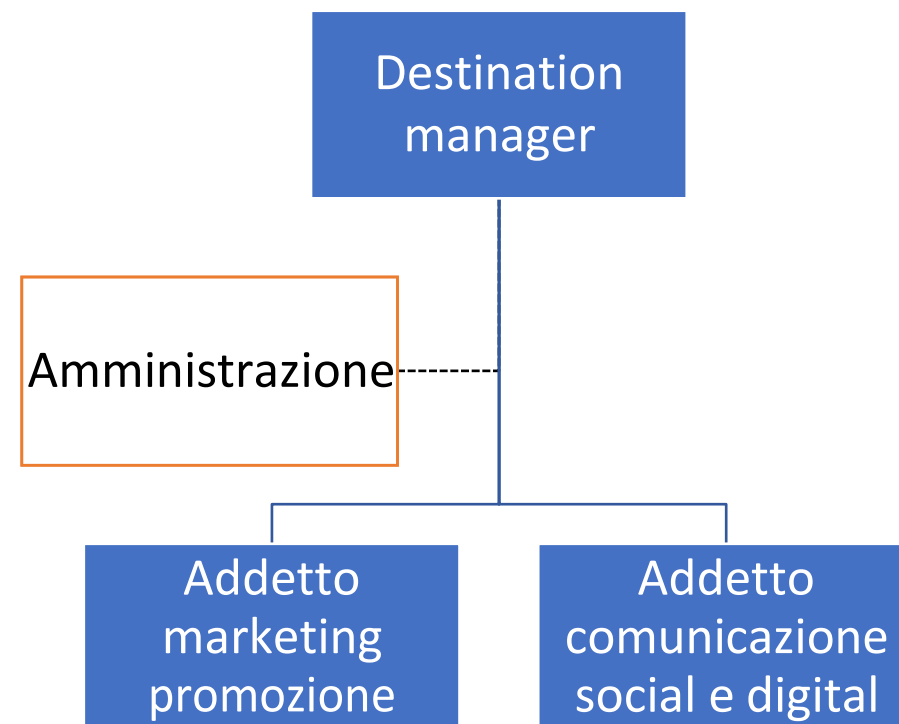 Destination
manager
Amministrazione
Addetto
marketing
promozione
Addetto
comunicazione
social e digital